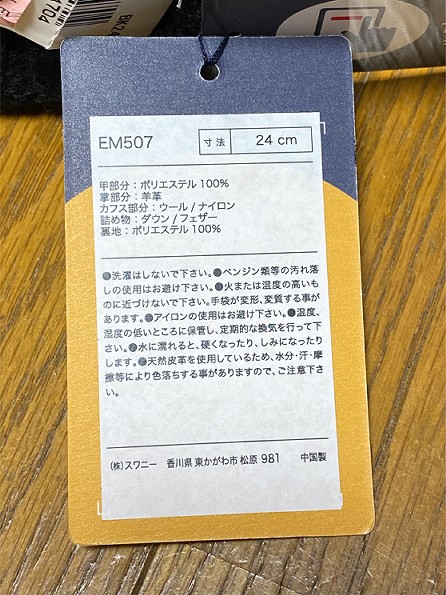 1704
BK24
EM507
寸法 24 cm
甲部分：ポリエステル 100%
掌部分：羊革
カフス部分：ウール / ナイロン
詰め物：ダウン / フェザー
裏地：ポリエステル 100%
●洗濯はしないで下さい。●ベンジン類等の汚れ落
しの使用はお避け下さい。●火または温度の高いも
のに近づけないで下さい。手袋が変形、変質する事が
あります。●アイロンの使用はお避け下さい。●温度、
湿度の低いところに保管し、定期的な換気を行って下
さい。●水に濡れると、硬くなったり、しみになったり
します。●天然皮革を使用しているため、水分・汗・摩
擦等により色落ちする事がありますので、ご注意下さ
い。
(株) スワニー 香川県 東かがわ市 松原 981 中国製